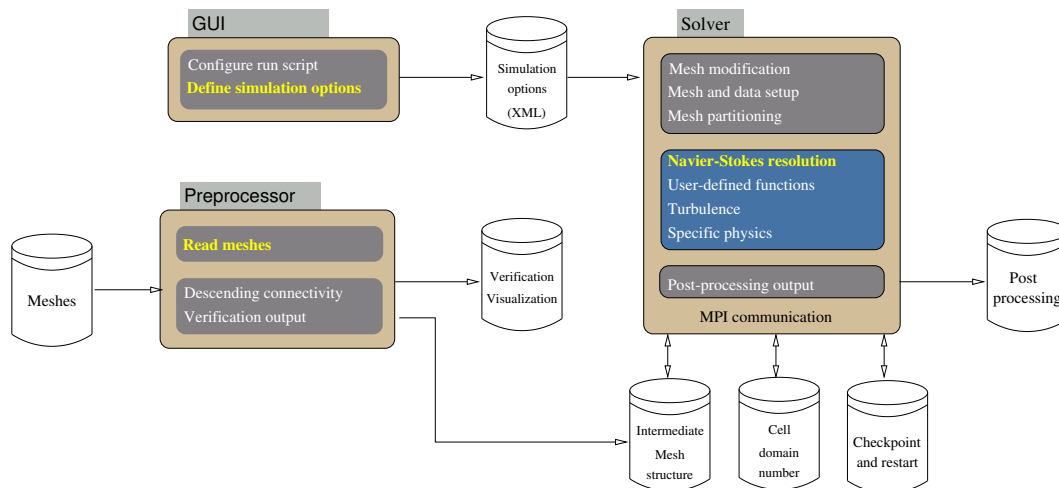 GUI
Configure run script
Define simulation options
Simulation
options
(XML)
Solver
Mesh modification
Mesh and data setup
Mesh partitioning
Navier-Stokes resolution
User-defined functions
Turbulence
Specific physics
Post-processing output
MPI communication
Preprocessor
Read meshes
Descending connectivity
Verification output
Meshes
Verification
Visualization
Post
processing
Intermediate
Mesh
structure
Cell
domain
number
Checkpoint
and restart